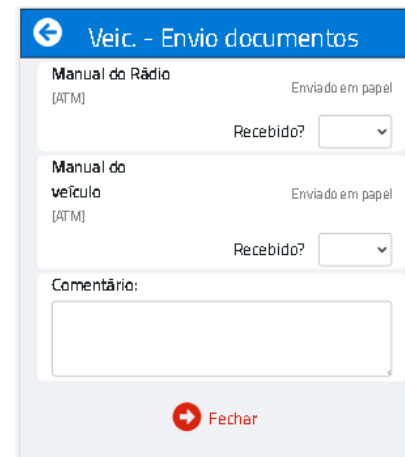 Veic. - Envio documentos
Manual do Rádio
Enviado em papel
[ATM]
Recebido?
Manual do
veículo
Enviado em papel
[ATM]
Recebido?
Comentário:
Fechar